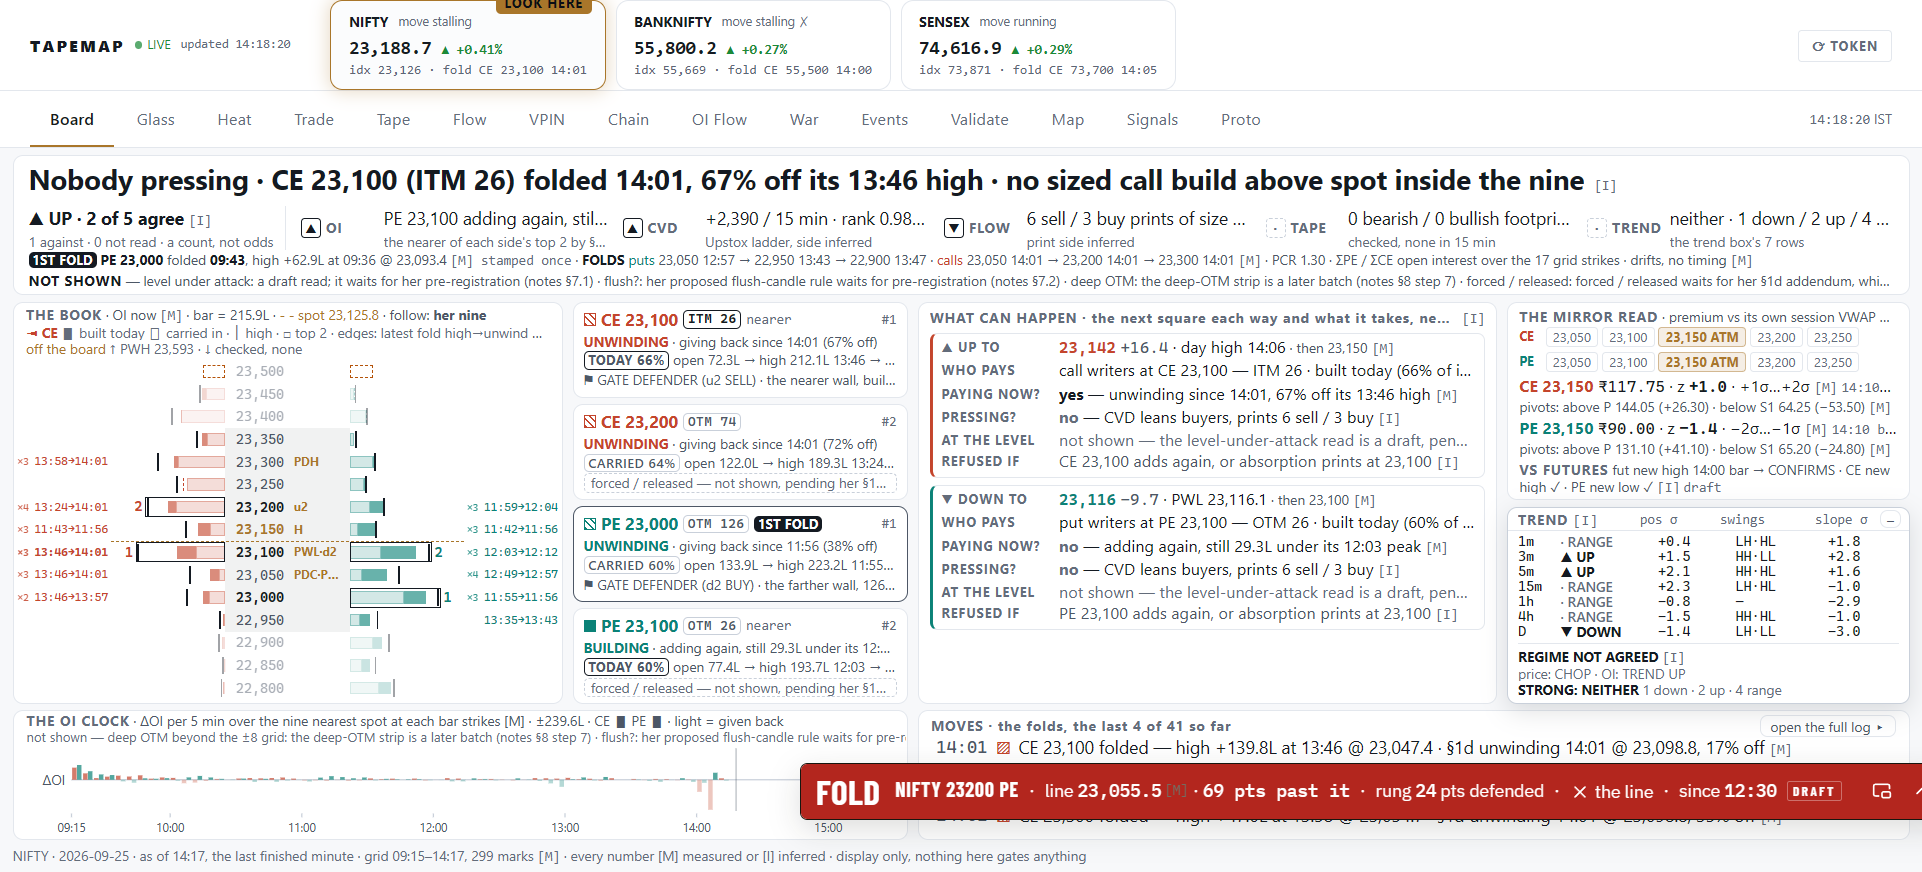 LOOK HERE
TAPEMAP ● LIVE updated 14:18:20
NIFTY move stalling
23,188.7 ▲ +0.41%
idx 23,126 · fold CE 23,100 14:01
BANKNIFTY move stalling X
55,800.2 ▲ +0.27%
idx 55,669 · fold CE 55,500 14:00
SENSEX move running
74,616.9 ▲ +0.29%
idx 73,871 · fold CE 73,700 14:05
⟳ TOKEN
Board Glass Heat Trade Tape Flow VPIN Chain OI Flow War Events Validate Map Signals Proto
14:18:20 IST
Nobody pressing · CE 23,100 (ITM 26) folded 14:01, 67% off its 13:46 high · no sized call build above spot inside the nine [I]
▲ UP · 2 of 5 agree [I]
1 against · 0 not read · a count, not odds
▲ OI PE 23,100 adding again, stil...
the nearer of each side's top 2 by §...
▲ CVD +2,390 / 15 min · rank 0.98...
Upstox ladder, side inferred
▼ FLOW 6 sell / 3 buy prints of size ...
print side inferred
· TAPE 0 bearish / 0 bullish footpri...
checked, none in 15 min
· TREND neither · 1 down / 2 up / 4 ...
the trend box's 7 rows
1ST FOLD PE 23,000 folded 09:43, high +62.9L at 09:36 @ 23,093.4 [M] stamped once · FOLDS puts 23,050 12:57 → 22,950 13:43 → 22,900 13:47 · calls 23,050 14:01 → 23,200 14:01 → 23,300 14:01 [M] · PCR 1.30 · ΣPE / ΣCE open interest over the 17 grid strikes · drifts, no timing [M]
NOT SHOWN — level under attack: a draft read; it waits for her pre-registration (notes §7.1) · flush?: her proposed flush-candle rule waits for pre-registration (notes §7.2) · deep OTM: the deep-OTM strip is a later batch (notes §8 step 7) · forced / released: forced / released waits for her §1d addendum, whi...
THE BOOK · OI now [M] · bar = 215.9L · - - spot 23,125.8 · follow: her nine
CE built today carried in · | high · □ top 2 · edges: latest fold high→unwind ...
off the board ↑ PWH 23,593 · ↓ checked, none
23,500
23,450
23,400
23,350
×3 13:58→14:01 23,300 PDH
23,250
×4 13:24→14:01 2 23,200 u2 ×3 11:59→12:04
×3 11:43→11:56 23,150 H ×3 11:42→11:56
×3 13:46→14:01 1 23,100 PWL·d2 2 ×3 12:03→12:12
×3 13:46→14:01 23,050 PDC·P... ×4 12:49→12:57
×2 13:46→13:57 23,000 1 ×3 11:55→11:56
22,950 13:35→13:43
22,900
22,850
22,800
CE 23,100 ITM 26 nearer #1
UNWINDING · giving back since 14:01 (67% off)
TODAY 66% open 72.3L → high 212.1L 13:46 → ...
⚑ GATE DEFENDER (u2 SELL) · the nearer wall, buil...
CE 23,200 OTM 74 #2
UNWINDING · giving back since 14:01 (72% off)
CARRIED 64% open 122.0L → high 189.3L 13:24...
forced / released — not shown, pending her §1...
PE 23,000 OTM 126 1ST FOLD #1
UNWINDING · giving back since 11:56 (38% off)
CARRIED 60% open 133.9L → high 223.2L 11:55...
⚑ GATE DEFENDER (d2 BUY) · the farther wall, 126...
PE 23,100 OTM 26 nearer #2
BUILDING · adding again, still 29.3L under its 12:...
TODAY 60% open 77.4L → high 193.7L 12:03 → ...
forced / released — not shown, pending her §1...
WHAT CAN HAPPEN · the next square each way and what it takes, ne... [I]
▲ UP TO 23,142 +16.4 · day high 14:06 · then 23,150 [M]
WHO PAYS call writers at CE 23,100 — ITM 26 · built today (66% of i...
PAYING NOW? yes — unwinding since 14:01, 67% off its 13:46 high [M]
PRESSING? no — CVD leans buyers, prints 6 sell / 3 buy [I]
AT THE LEVEL not shown — the level-under-attack read is a draft, pen...
REFUSED IF CE 23,100 adds again, or absorption prints at 23,100 [I]
▼ DOWN TO 23,116 −9.7 · PWL 23,116.1 · then 23,100 [M]
WHO PAYS put writers at PE 23,100 — OTM 26 · built today (60% of ...
PAYING NOW? no — adding again, still 29.3L under its 12:03 peak [M]
PRESSING? no — CVD leans buyers, prints 6 sell / 3 buy [I]
AT THE LEVEL not shown — the level-under-attack read is a draft, pen...
REFUSED IF PE 23,100 adds again, or absorption prints at 23,100 [I]
THE MIRROR READ · premium vs its own session VWAP ...
CE 23,050 23,100 23,150 ATM 23,200 23,250
PE 23,050 23,100 23,150 ATM 23,200 23,250
CE 23,150 ₹117.75 · z +1.0 · +1σ...+2σ [M] 14:10...
pivots: above P 144.05 (+26.30) · below S1 64.25 (−53.50) [M]
PE 23,150 ₹90.00 · z −1.4 · −2σ...−1σ [M] 14:10 b...
pivots: above P 131.10 (+41.10) · below S1 65.20 (−24.80) [M]
VS FUTURES fut new high 14:00 bar → CONFIRMS · CE new
high ✓ · PE new low ✓ [I] draft
TREND [I] pos σ swings slope σ −
1m · RANGE +0.4 LH·HL +1.8
3m ▲ UP +1.5 HH·LL +2.8
5m ▲ UP +2.1 HH·HL +1.6
15m · RANGE +2.3 LH·HL −1.0
1h · RANGE −0.8 — −2.9
4h · RANGE −1.5 HH·HL −1.0
D ▼ DOWN −1.4 LH·LL −3.0
REGIME NOT AGREED [I]
price: CHOP · OI: TREND UP
STRONG: NEITHER 1 down · 2 up · 4 range
THE OI CLOCK · ΔOI per 5 min over the nine nearest spot at each bar strikes [M] · ±239.6L · CE PE · light = given back
not shown — deep OTM beyond the ±8 grid: the deep-OTM strip is a later batch (notes §8 step 7) · flush?: her proposed flush-candle rule waits for pre-r
ΔOI
09:15 10:00 11:00 12:00 13:00 14:00 15:00
MOVES · the folds, the last 4 of 41 so far
open the full log ▸
14:01 CE 23,100 folded — high +139.8L at 13:46 @ 23,047.4 · §1d unwinding 14:01 @ 23,098.8, 17% off [M]
FOLD NIFTY 23200 PE · line 23,055.5 [M] · 69 pts past it · rung 24 pts defended · ✕ the line · since 12:30 DRAFT
NIFTY · 2026-09-25 · as of 14:17, the last finished minute · grid 09:15–14:17, 299 marks [M] · every number [M] measured or [I] inferred · display only, nothing here gates anything